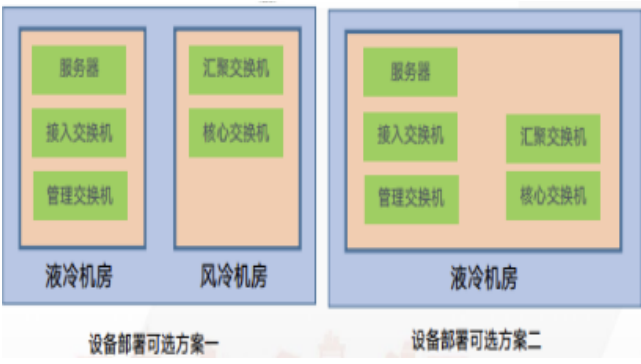 服务器
接入交换机
管理交换机
液冷机房
汇聚交换机
核心交换机
风冷机房
设备部署可选方案一
服务器
接入交换机
管理交换机
汇聚交换机
核心交换机
液冷机房
设备部署可选方案二